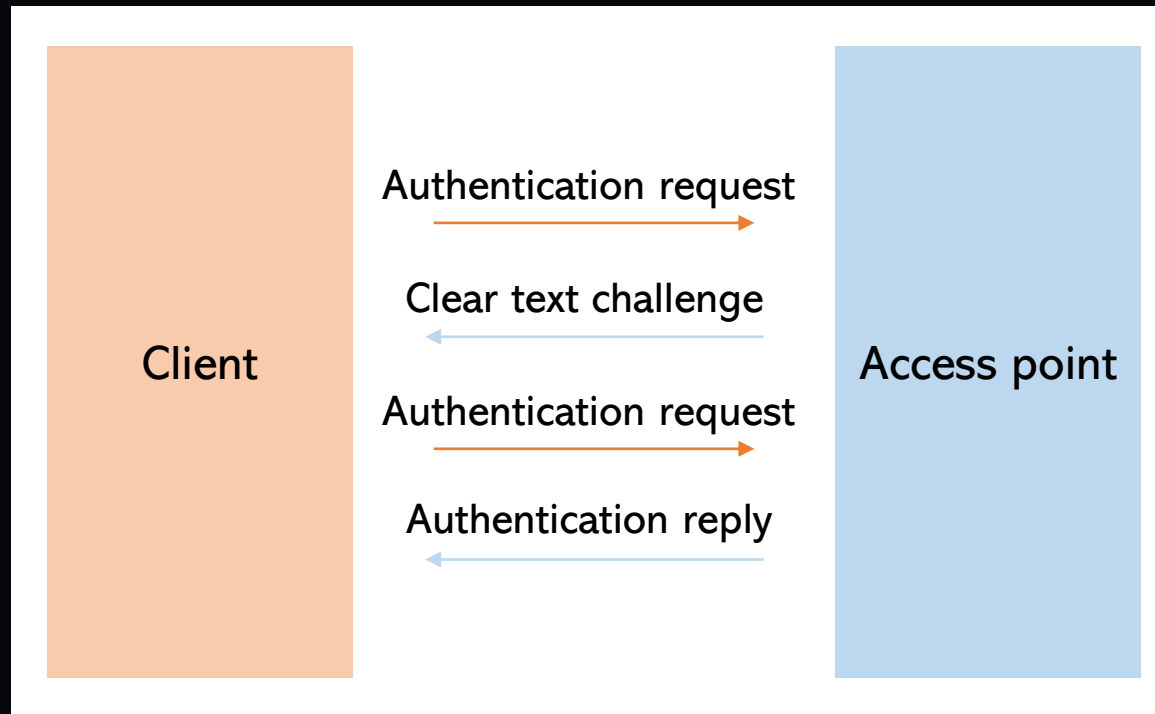 Authentication request
Clear text challenge
Client
Access point
Authentication request
Authentication reply